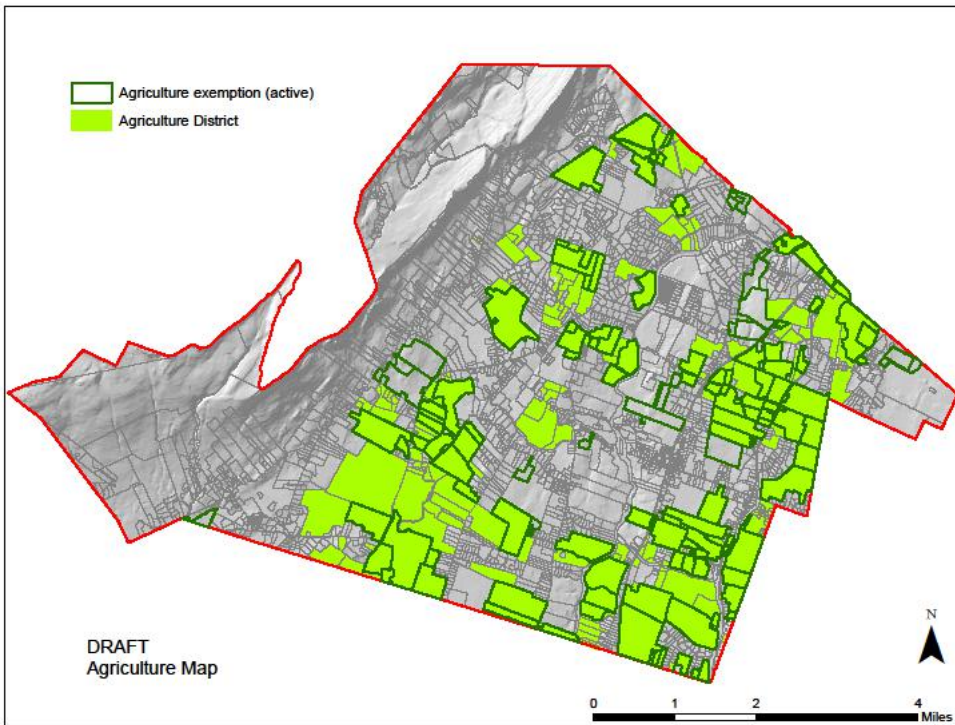 Agriculture exemption (active)
Agriculture District
DRAFT
Agriculture Map
N
0 1 2 4
Miles